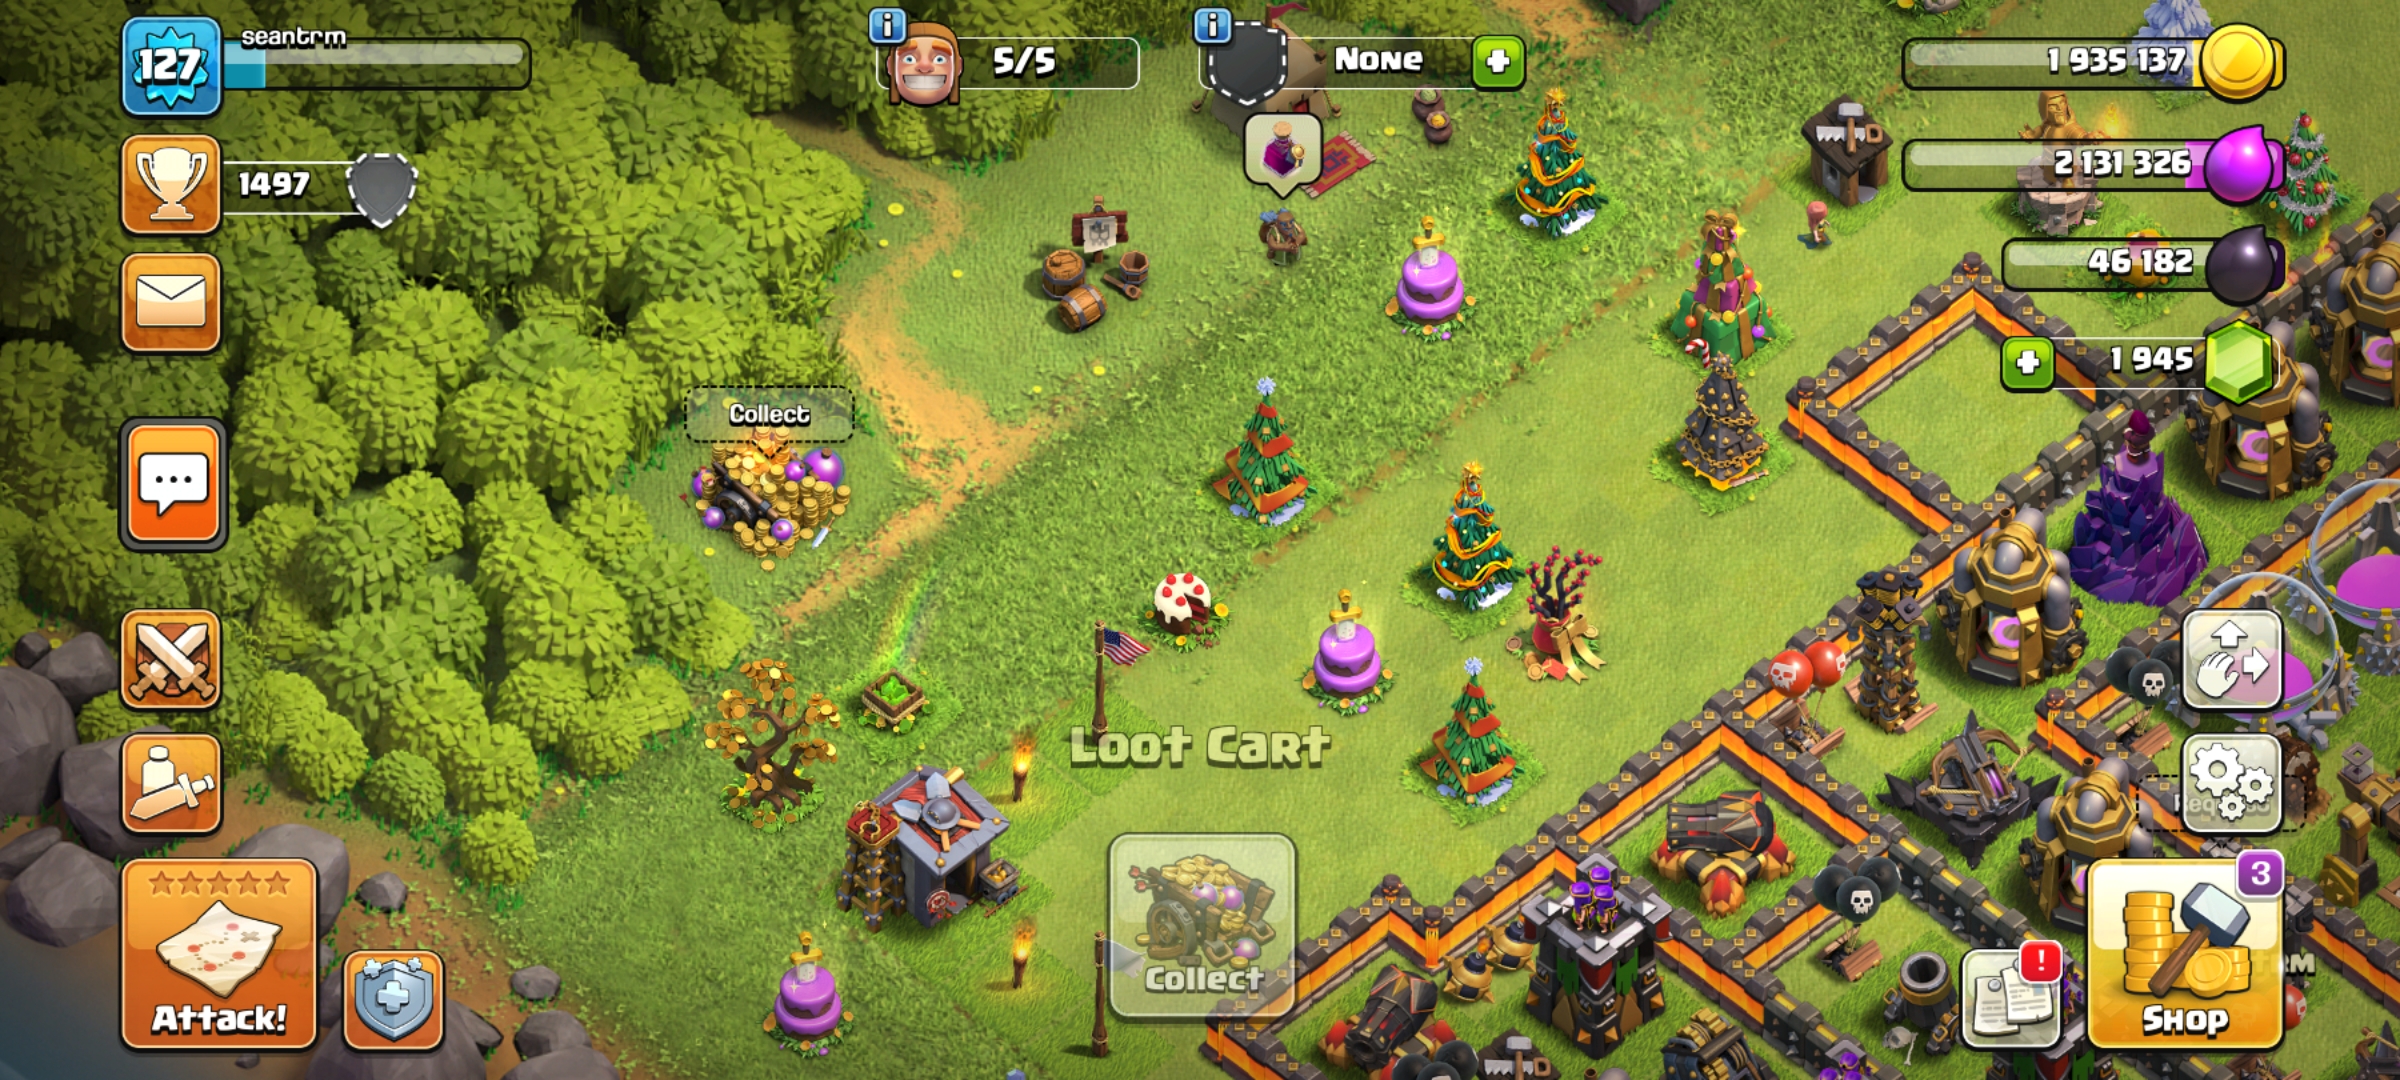 127
seantrm
5/5
None
1 935 137
1497
2 131 326
46 182
1 945
Collect
Loot Cart
Collect
3
!
Attack!
Shop